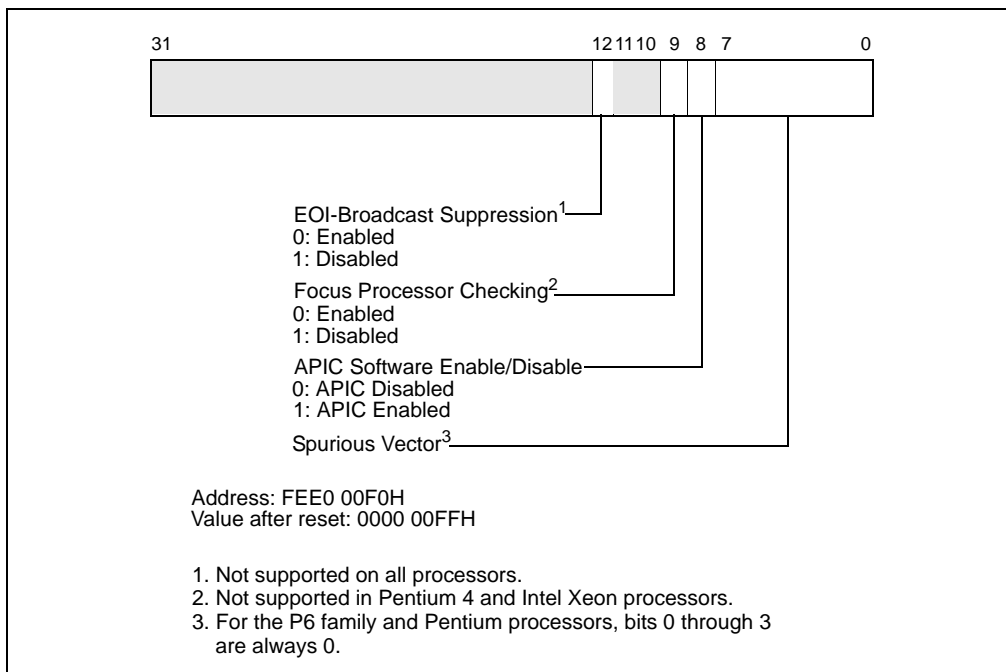 31 12 11 10 9 8 7 0
EOI-Broadcast Suppression1
0: Enabled
1: Disabled
Focus Processor Checking2
0: Enabled
1: Disabled
APIC Software Enable/Disable
0: APIC Disabled
1: APIC Enabled
Spurious Vector3
Address: FEE0 00F0H
Value after reset: 0000 00FFH
1. Not supported on all processors.
2. Not supported in Pentium 4 and Intel Xeon processors.
3. For the P6 family and Pentium processors, bits 0 through 3
are always 0.